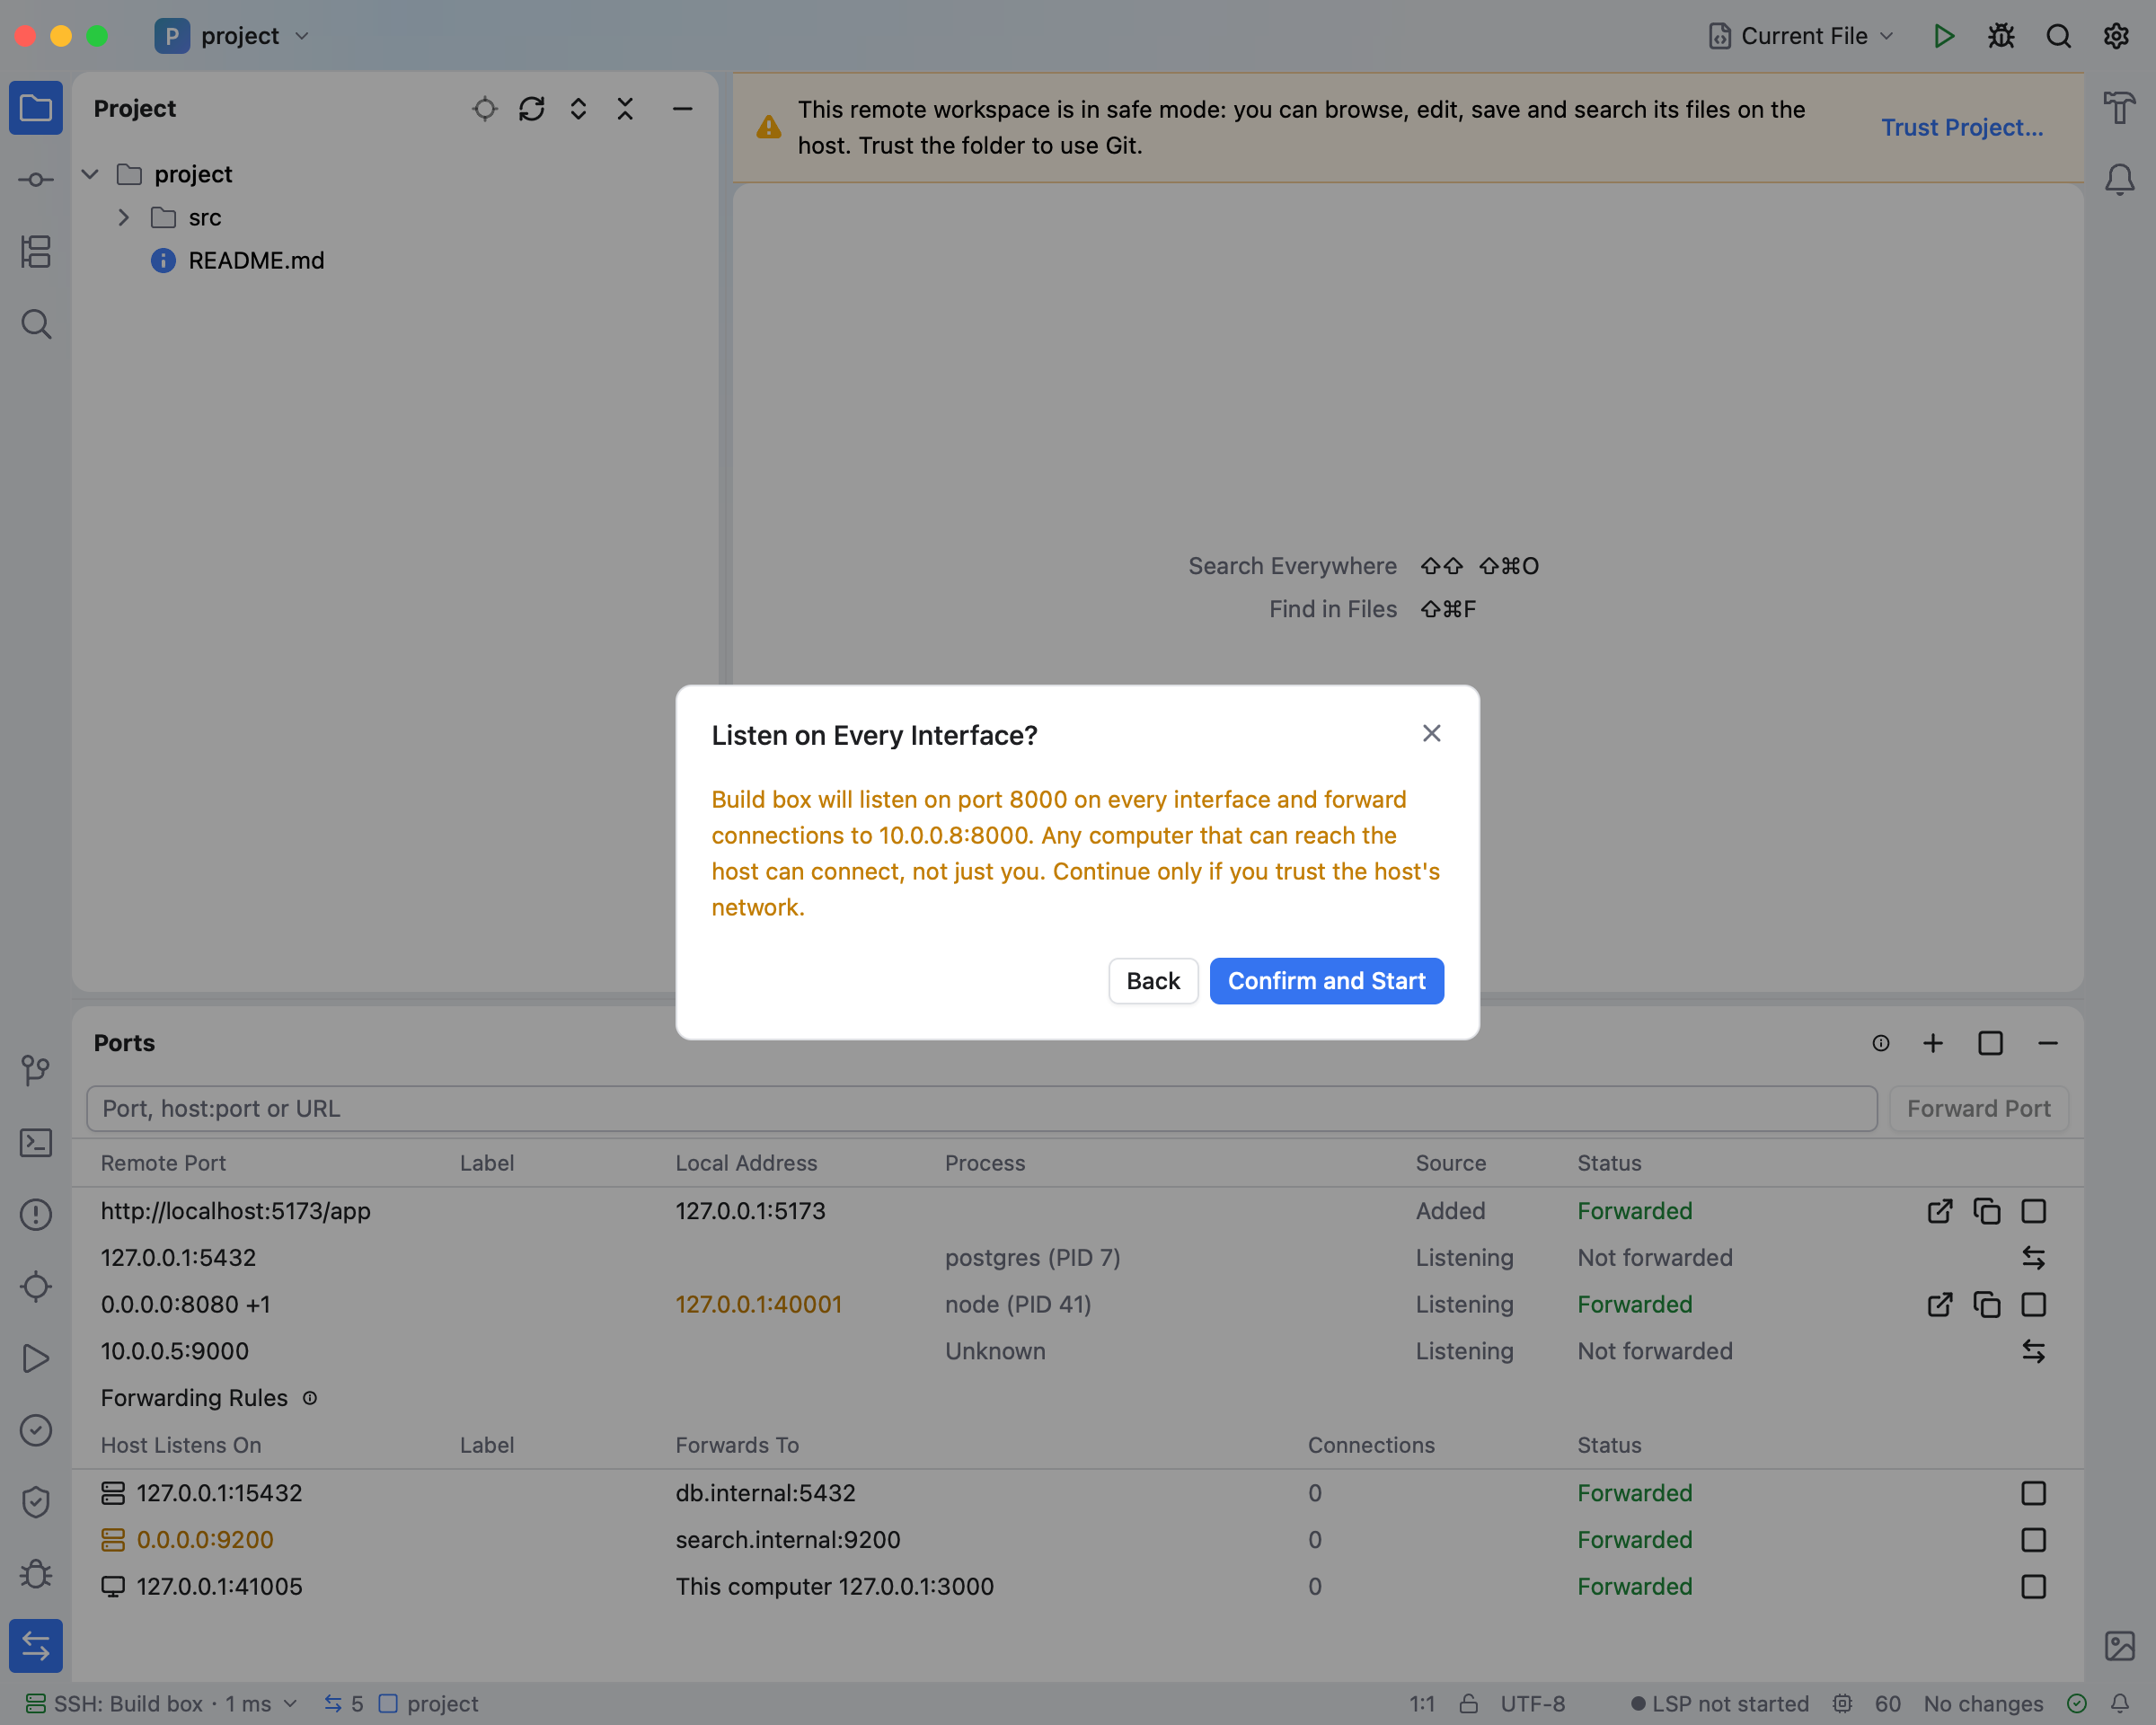 P project
Current File
Project
project
src
README.md
This remote workspace is in safe mode: you can browse, edit, save and search its files on the
host. Trust the folder to use Git.
Trust Project...
Search Everywhere ⇧⇧ ⇧⌘O
Find in Files ⇧⌘F
Listen on Every Interface?
Build box will listen on port 8000 on every interface and forward
connections to 10.0.0.8:8000. Any computer that can reach the
host can connect, not just you. Continue only if you trust the host's
network.
Back Confirm and Start
Ports
Port, host:port or URL Forward Port
Remote Port Label Local Address Process Source Status
http://localhost:5173/app 127.0.0.1:5173 Added Forwarded
127.0.0.1:5432 postgres (PID 7) Listening Not forwarded
0.0.0.0:8080 +1 127.0.0.1:40001 node (PID 41) Listening Forwarded
10.0.0.5:9000 Unknown Listening Not forwarded
Forwarding Rules
Host Listens On Label Forwards To Connections Status
127.0.0.1:15432 db.internal:5432 0 Forwarded
0.0.0.0:9200 search.internal:9200 0 Forwarded
127.0.0.1:41005 This computer 127.0.0.1:3000 0 Forwarded
SSH: Build box · 1 ms 5 project 1:1 UTF-8 LSP not started 60 No changes